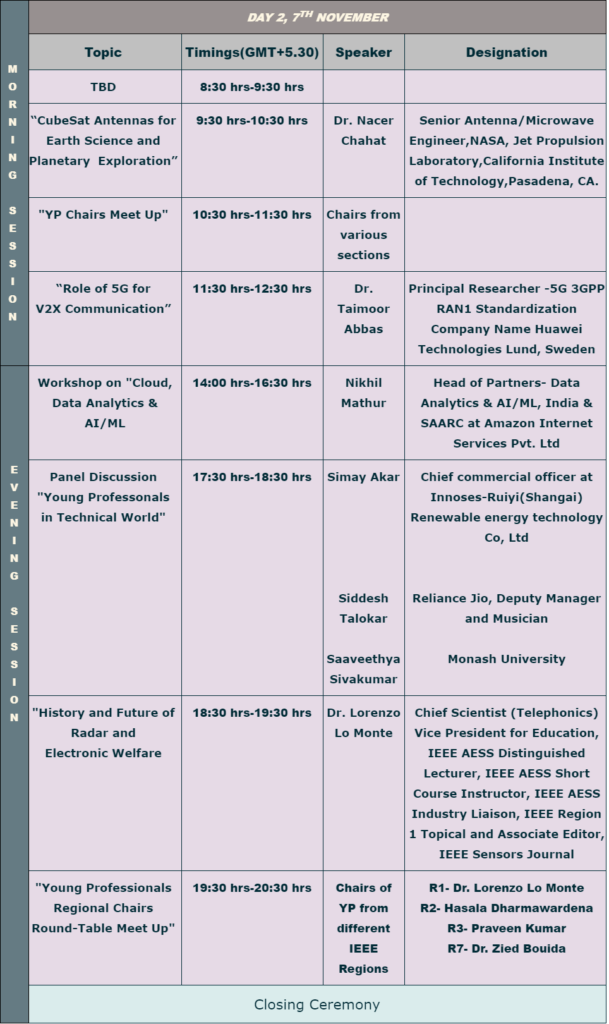 DAY 2, 7TH NOVEMBER
Topic Timings(GMT+5.30) Speaker Designation
MORNING SESSION
TBD 8:30 hrs-9:30 hrs
“CubeSat Antennas for
Earth Science and
Planetary Exploration”
9:30 hrs-10:30 hrs
Dr. Nacer
Chahat
Senior Antenna/Microwave
Engineer,NASA, Jet Propulsion
Laboratory,California Institute
of Technology,Pasadena, CA.
"YP Chairs Meet Up"
10:30 hrs-11:30 hrs
Chairs from
various
sections
“Role of 5G for
V2X Communication”
11:30 hrs-12:30 hrs
Dr.
Taimoor
Abbas
Principal Researcher -5G 3GPP
RAN1 Standardization
Company Name Huawei
Technologies Lund, Sweden
EVENING SESSION
Workshop on "Cloud,
Data Analytics &
AI/ML
14:00 hrs-16:30 hrs
Nikhil
Mathur
Head of Partners- Data
Analytics & AI/ML, India &
SAARC at Amazon Internet
Services Pvt. Ltd
Panel Discussion
"Young Professonals
in Technical World"
17:30 hrs-18:30 hrs
Simay Akar
Chief commercial officer at
Innoses-Ruiyi(Shangai)
Renewable energy technology
Co, Ltd
Siddesh
Talokar
Reliance Jio, Deputy Manager
and Musician
Saaveethya
Sivakumar
Monash University
"History and Future of
Radar and
Electronic Welfare
18:30 hrs-19:30 hrs
Dr. Lorenzo
Lo Monte
Chief Scientist (Telephonics)
Vice President for Education,
IEEE AESS Distinguished
Lecturer, IEEE AESS Short
Course Instructor, IEEE AESS
Industry Liaison, IEEE Region
1 Topical and Associate Editor,
IEEE Sensors Journal
"Young Professionals
Regional Chairs
Round-Table Meet Up"
19:30 hrs-20:30 hrs
Chairs of
YP from
different
IEEE
Regions
R1- Dr. Lorenzo Lo Monte
R2- Hasala Dharmawardena
R3- Praveen Kumar
R7- Dr. Zied Bouida
Closing Ceremony